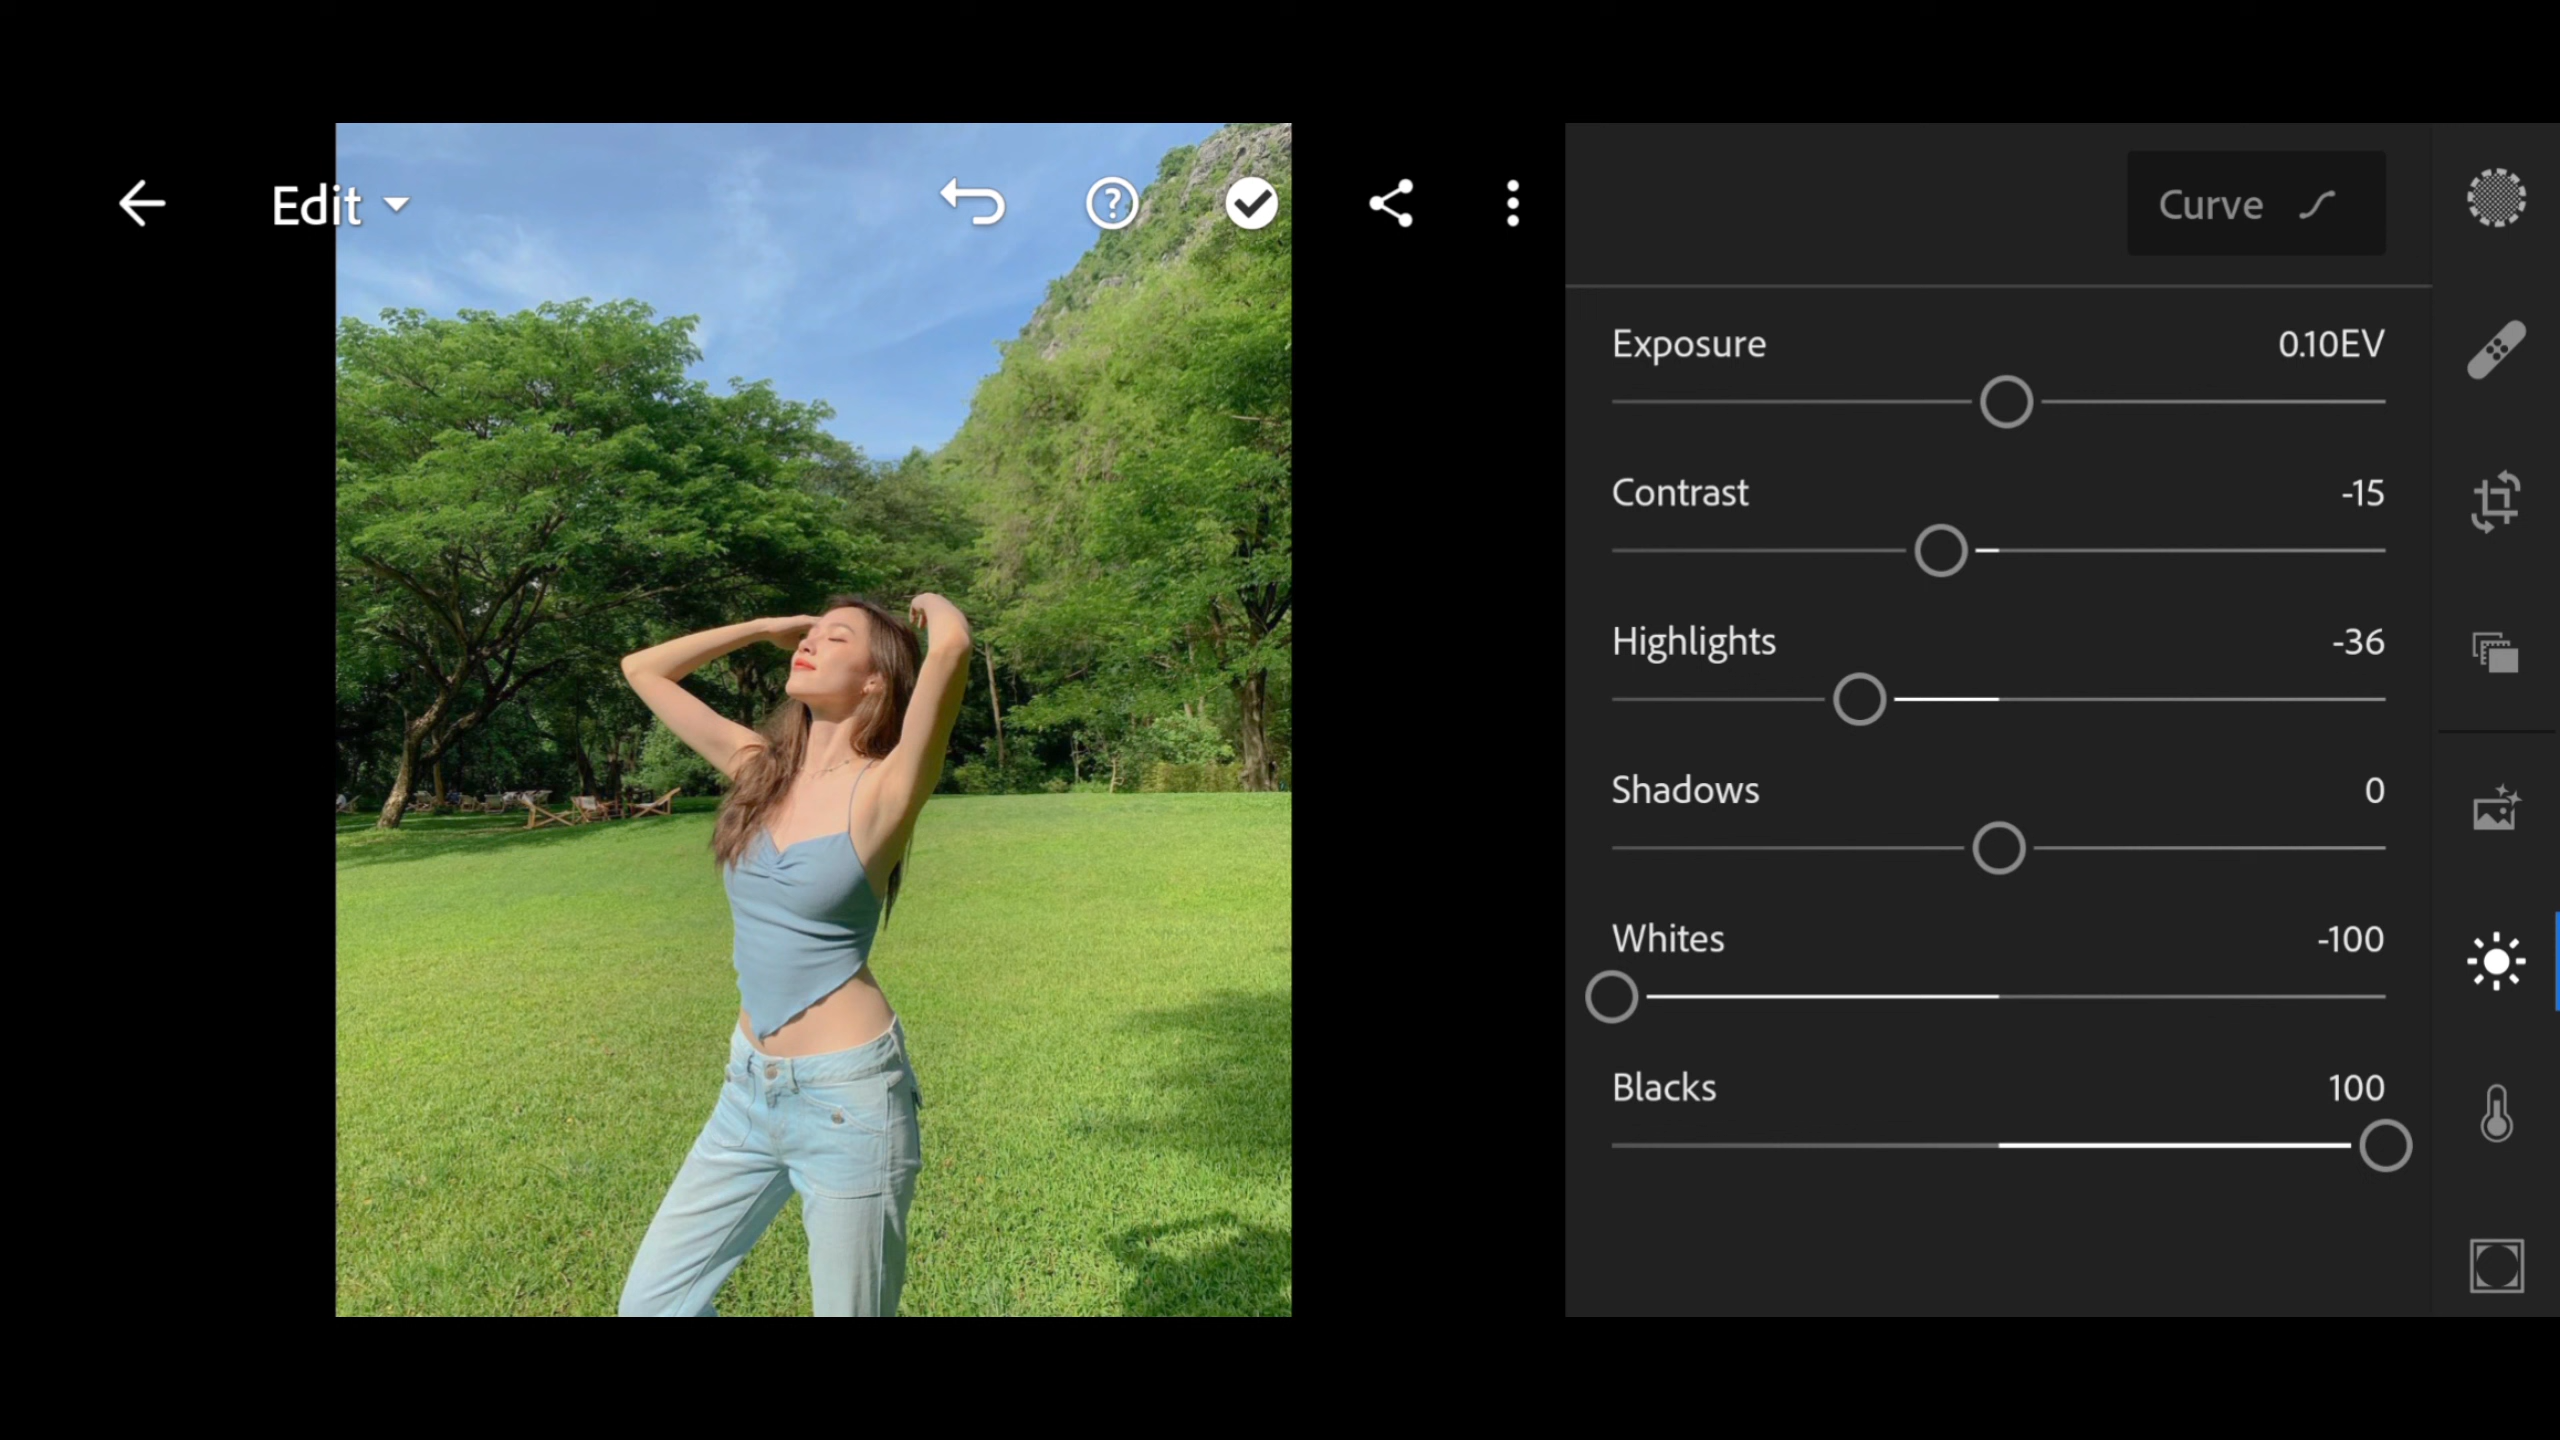 Edit
Curve
Exposure 0.10EV
Contrast -15
Highlights -36
Shadows 0
Whites -100
Blacks 100